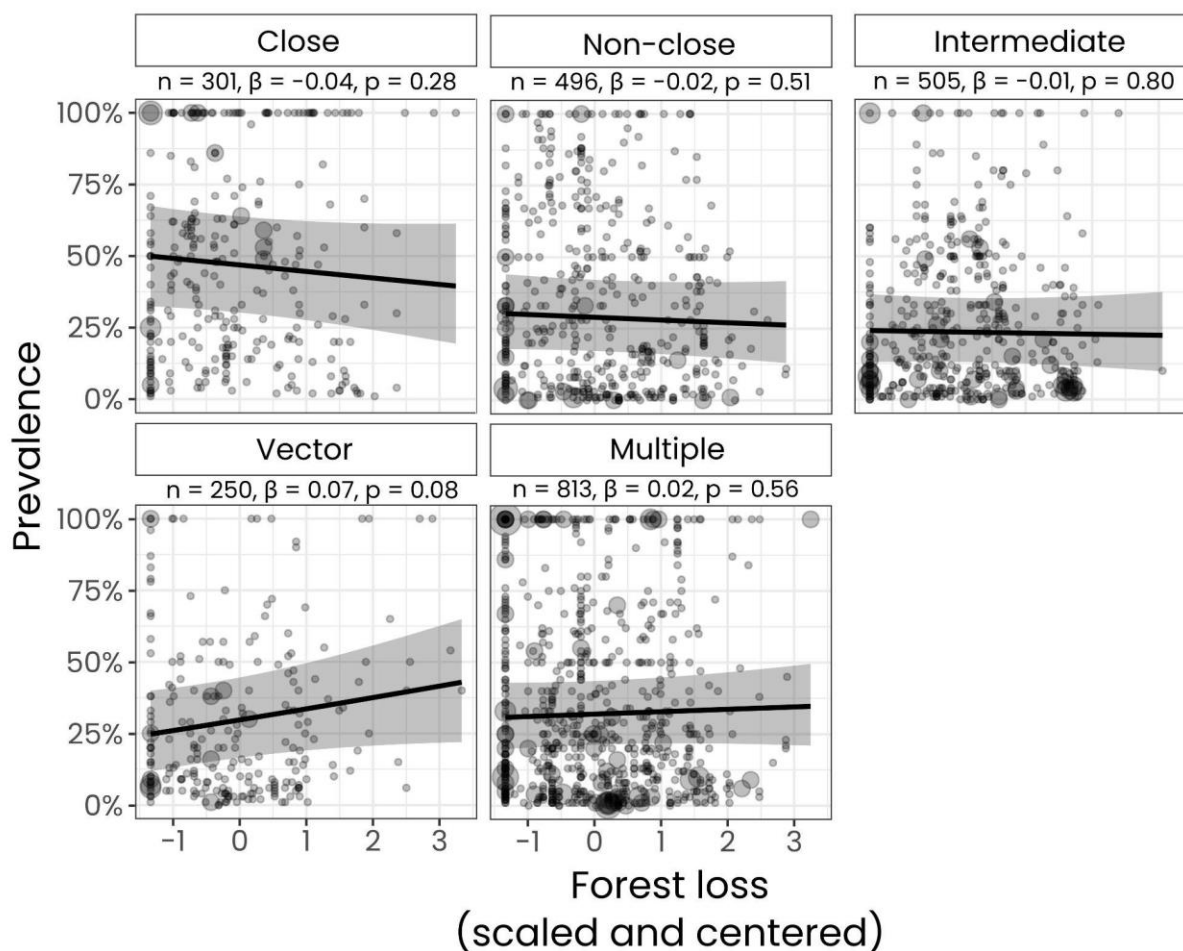 Close
Non-close
Intermediate
n = 301, β = −0.04, p = 0.28
n = 496, β = −0.02, p = 0.51
n = 505, β = −0.01, p = 0.80
100%
75%
50%
25%
0%
Prevalence
Vector
Multiple
n = 250, β = 0.07, p = 0.08
n = 813, β = 0.02, p = 0.56
100%
75%
50%
25%
0%
−1 0 1 2 3
−1 0 1 2 3
Forest loss
(scaled and centered)